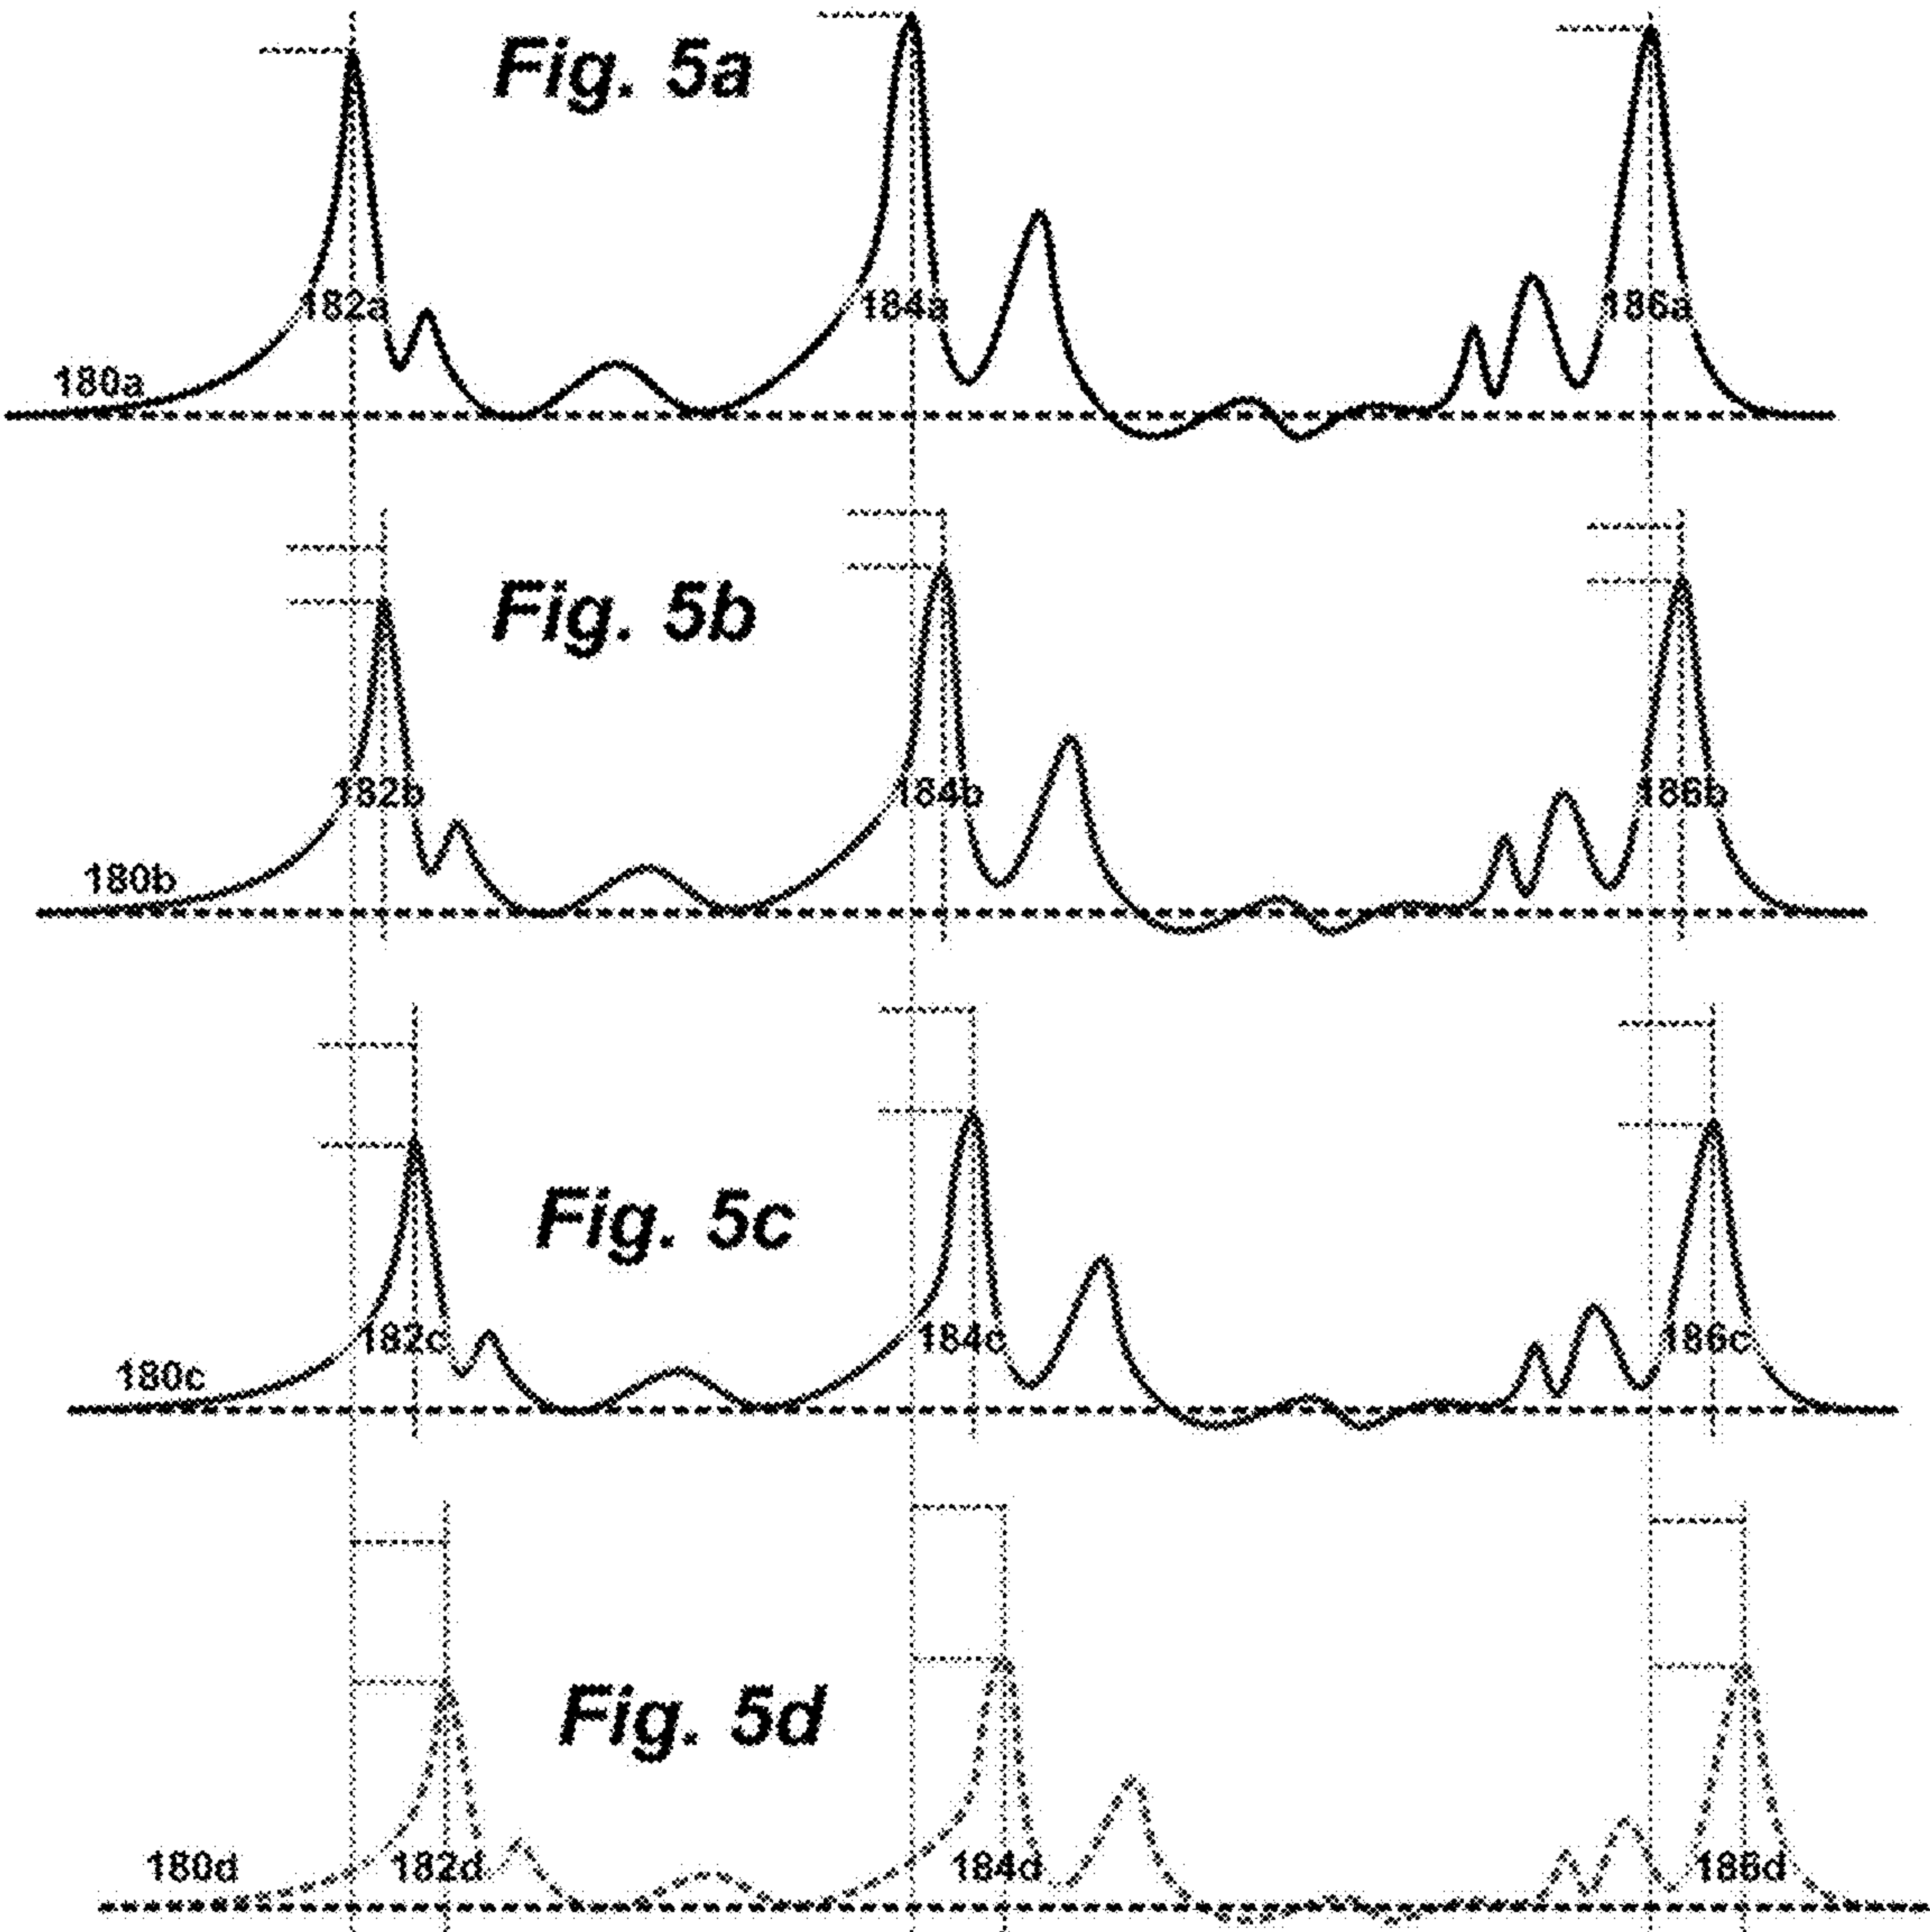 Fig. 5a
182a 184a 186a
180a
Fig. 5b
182b 184b 186b
180b
Fig. 5c
182c 184c 186c
180c
Fig. 5d
180d 182d 184d 186d